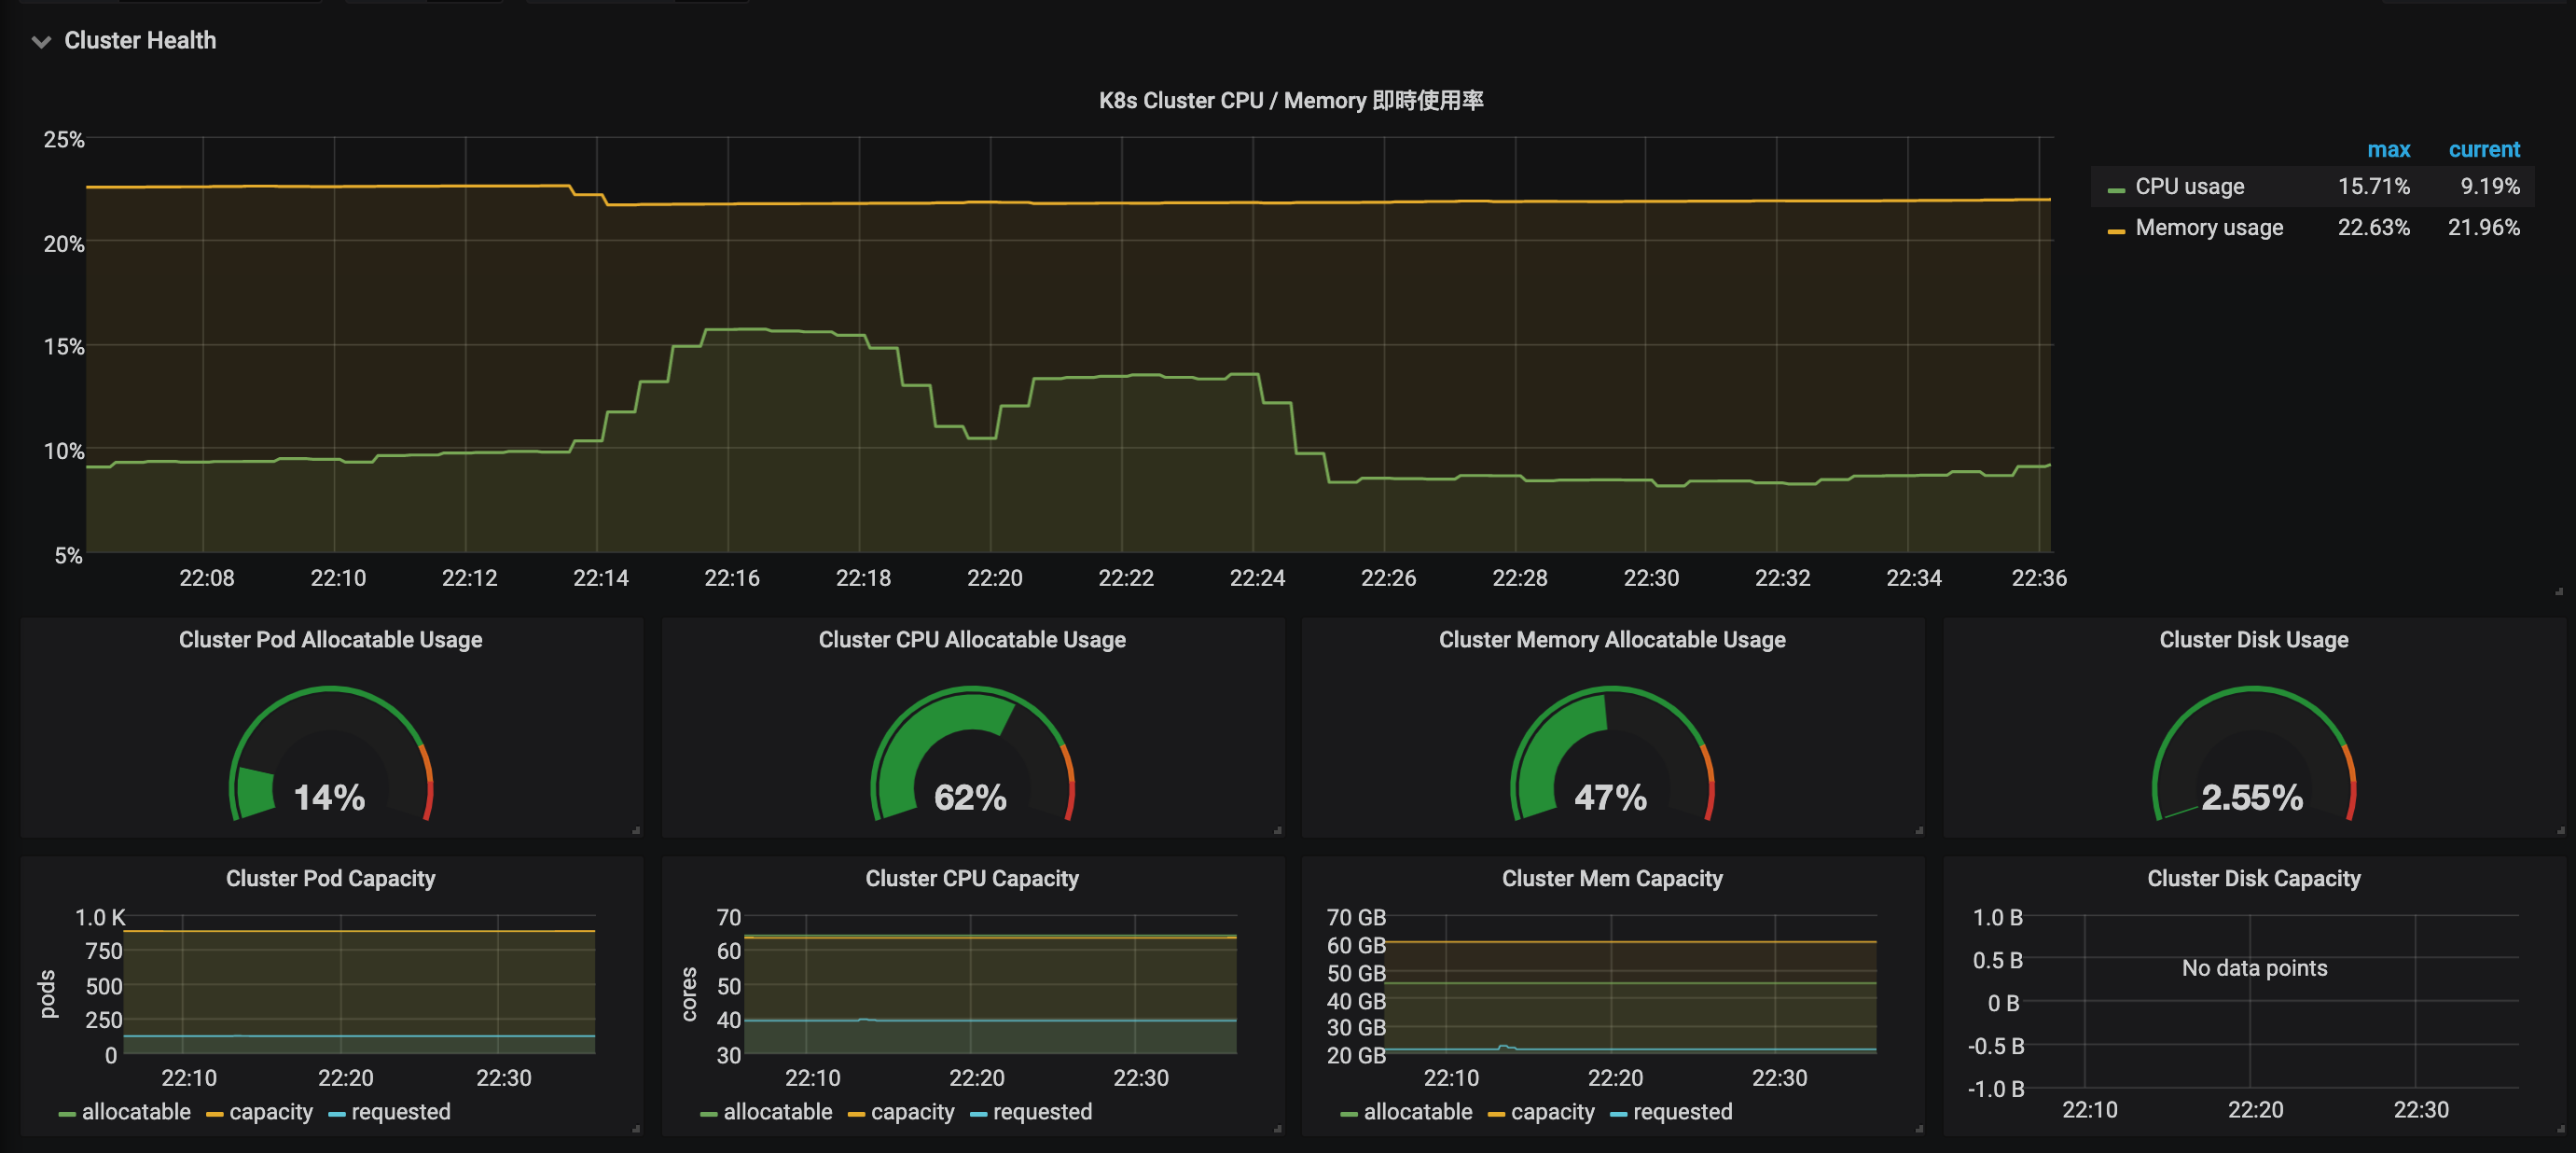 Cluster Health
K8s Cluster CPU / Memory 即時使用率
25%
20%
15%
10%
5%
22:08 22:10 22:12 22:14 22:16 22:18 22:20 22:22 22:24 22:26 22:28 22:30 22:32 22:34 22:36
max current
CPU usage 15.71% 9.19%
Memory usage 22.63% 21.96%
Cluster Pod Allocatable Usage
14%
Cluster CPU Allocatable Usage
62%
Cluster Memory Allocatable Usage
47%
Cluster Disk Usage
2.55%
Cluster Pod Capacity
pods
1.0 K
750
500
250
0
22:10 22:20 22:30
allocatable capacity requested
Cluster CPU Capacity
cores
70
60
50
40
30
22:10 22:20 22:30
allocatable capacity requested
Cluster Mem Capacity
70 GB
60 GB
50 GB
40 GB
30 GB
20 GB
22:10 22:20 22:30
allocatable capacity requested
Cluster Disk Capacity
1.0 B
0.5 B
0 B
-0.5 B
-1.0 B
No data points
22:10 22:20 22:30